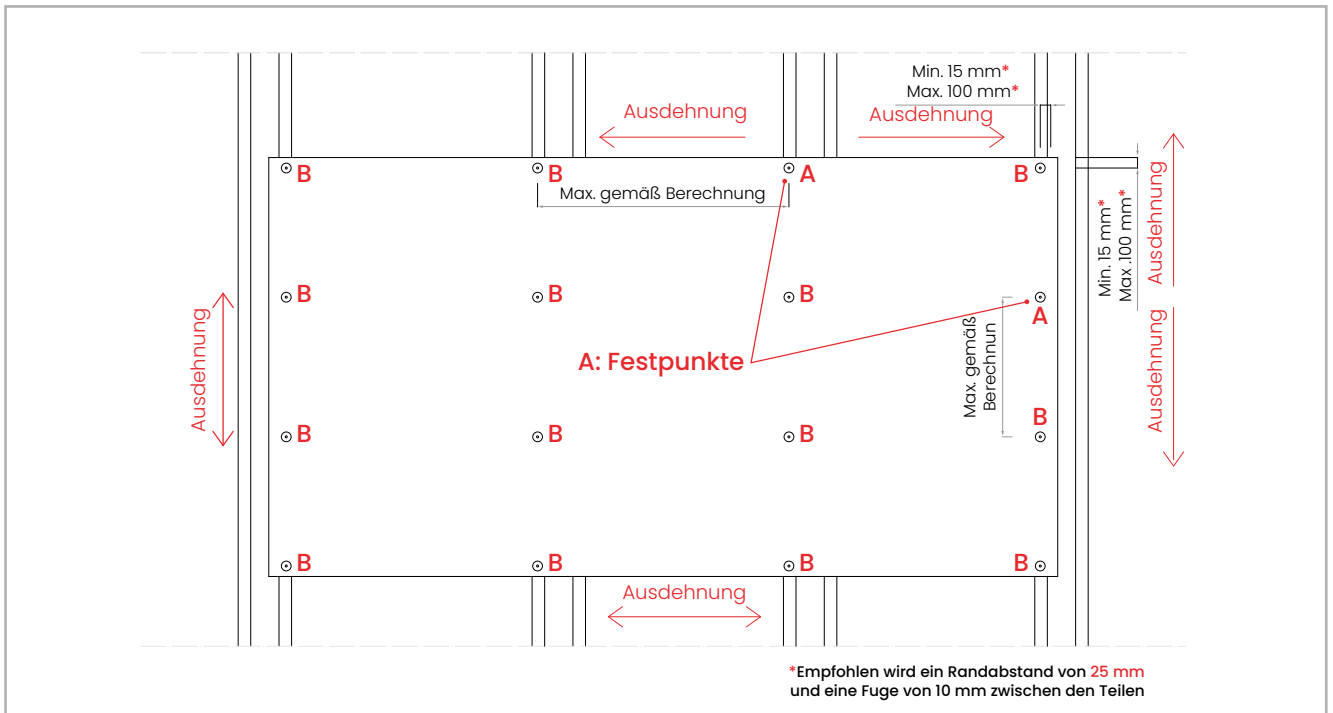 Min. 15 mm*
Max. 100 mm*
Ausdehnung
Ausdehnung
B
B
A
B
Max. gemäß Berechnung
Min. 15 mm*
Max .100 mm*
Ausdehnung
B
B
B
A
Ausdehnung
A: Festpunkte
Max. gemäß
Berechnun
Ausdehnung
B
B
B
B
B
B
B
B
Ausdehnung
*Empfohlen wird ein Randabstand von 25 mm
und eine Fuge von 10 mm zwischen den Teilen